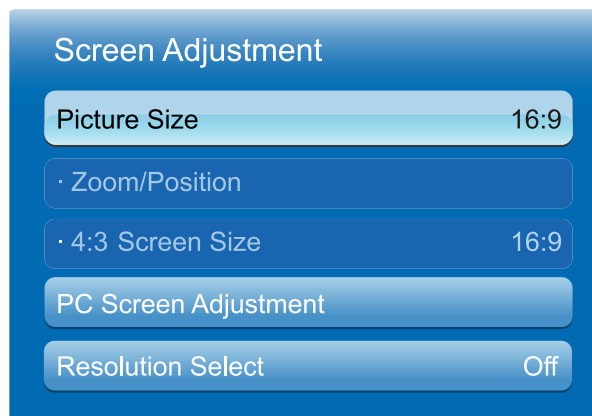 Screen Adjustment
Picture Size 16:9
· Zoom/Position
· 4:3 Screen Size 16:9
PC Screen Adjustment
Resolution Select Off